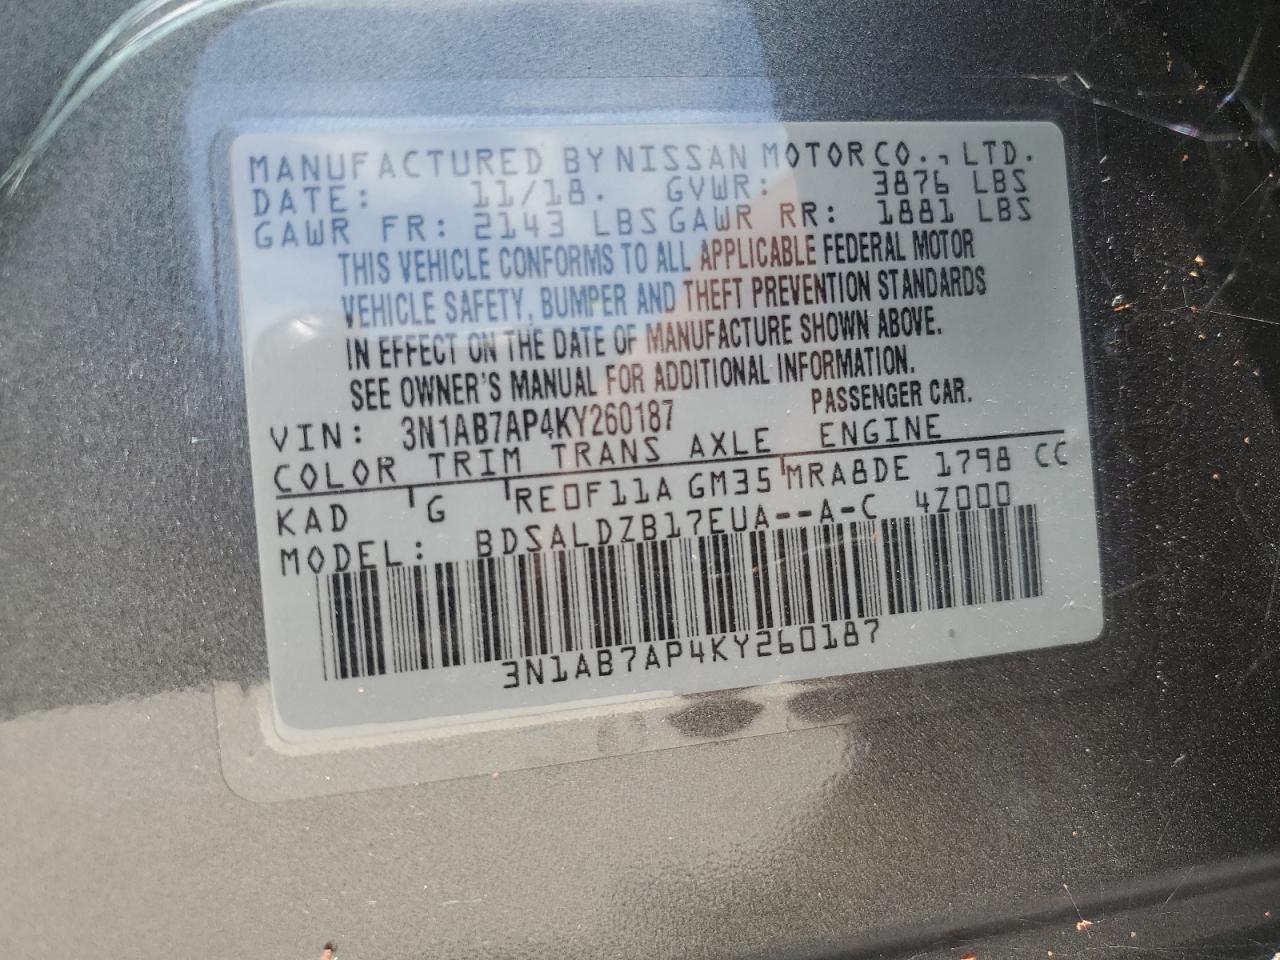 MANUFACTURED BY NISSAN MOTOR CO., LTD.
DATE: 11/18. GVWR: 3876 LBS
GAWR FR: 2143 LBS GAWR RR: 1881 LBS
THIS VEHICLE CONFORMS TO ALL APPLICABLE FEDERAL MOTOR
VEHICLE SAFETY, BUMPER AND THEFT PREVENTION STANDARDS
IN EFFECT ON THE DATE OF MANUFACTURE SHOWN ABOVE.
SEE OWNER'S MANUAL FOR ADDITIONAL INFORMATION.
VIN: 3N1AB7AP4KY260187 PASSENGER CAR.
COLOR TRIM TRANS AXLE ENGINE
KAD G RE0F11A GM35 MRA8DE 1798 CC
MODEL: BDSALDZB17EUA--A-C 4Z000
3N1AB7AP4KY260187